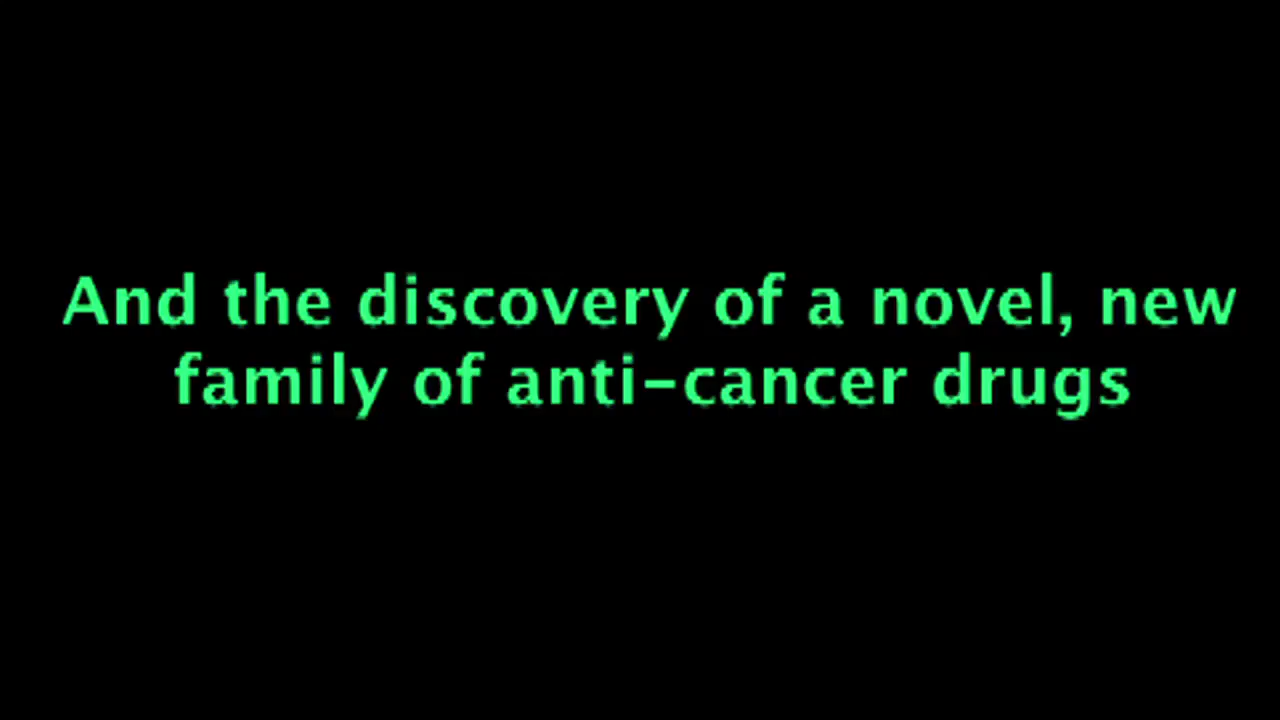 And the discovery of a novel, new
family of anti-cancer drugs